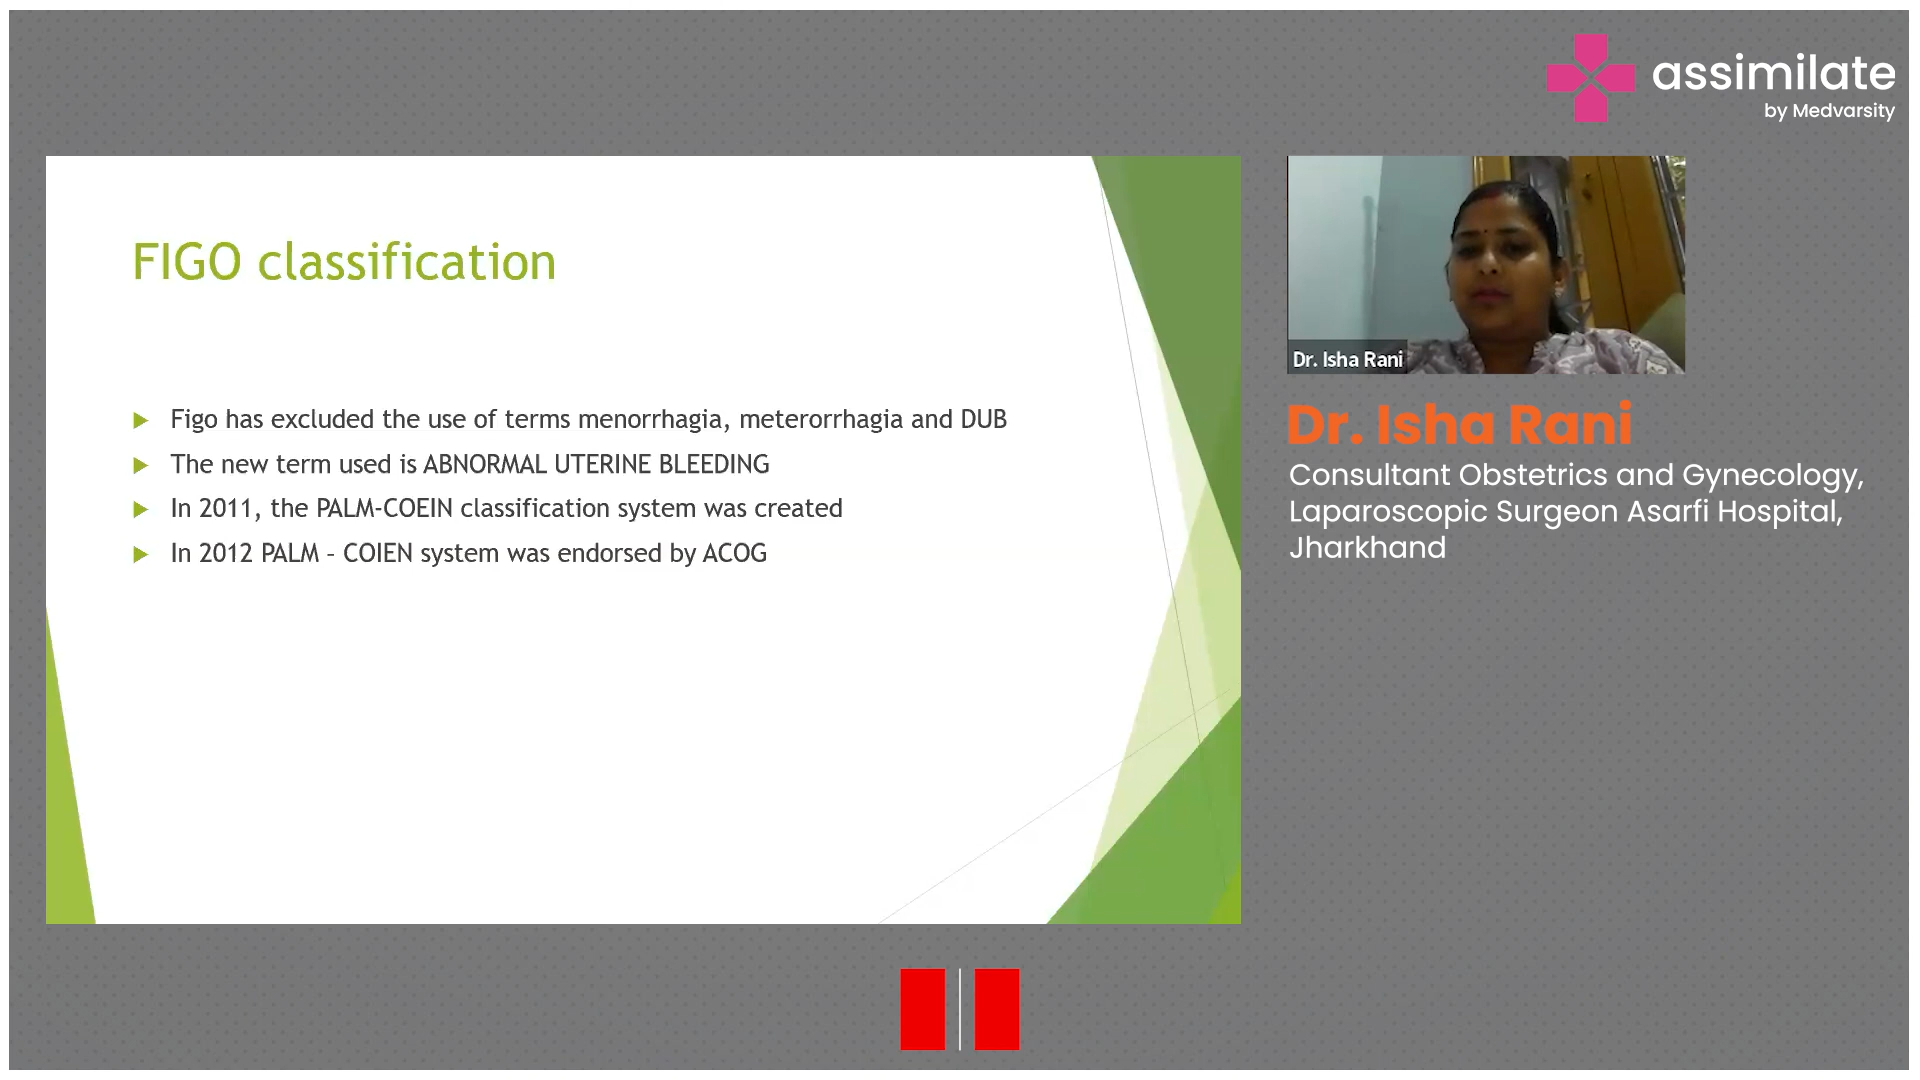 assimilate
by Medvarsity
FIGO classification
Figo has excluded the use of terms menorrhagia, meterorrhagia and DUB
The new term used is ABNORMAL UTERINE BLEEDING
In 2011, the PALM-COEIN classification system was created
In 2012 PALM – COIEN system was endorsed by ACOG
Dr. Isha Rani
Dr. Isha Rani
Consultant Obstetrics and Gynecology,
Laparoscopic Surgeon Asarfi Hospital,
Jharkhand